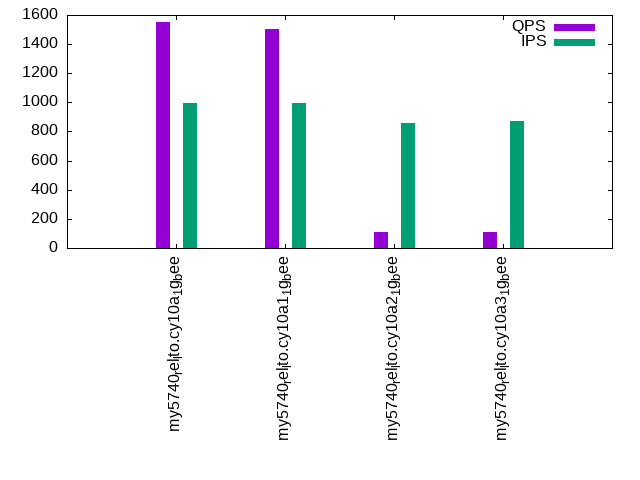 1600
1400
1200
1000
800
600
400
200
0
QPS
IPS
my5740relito.cy10a1gbee
my5740relito.cy10a11gbee
my5740relito.cy10a21gbee
my5740relito.cy10a31gbee